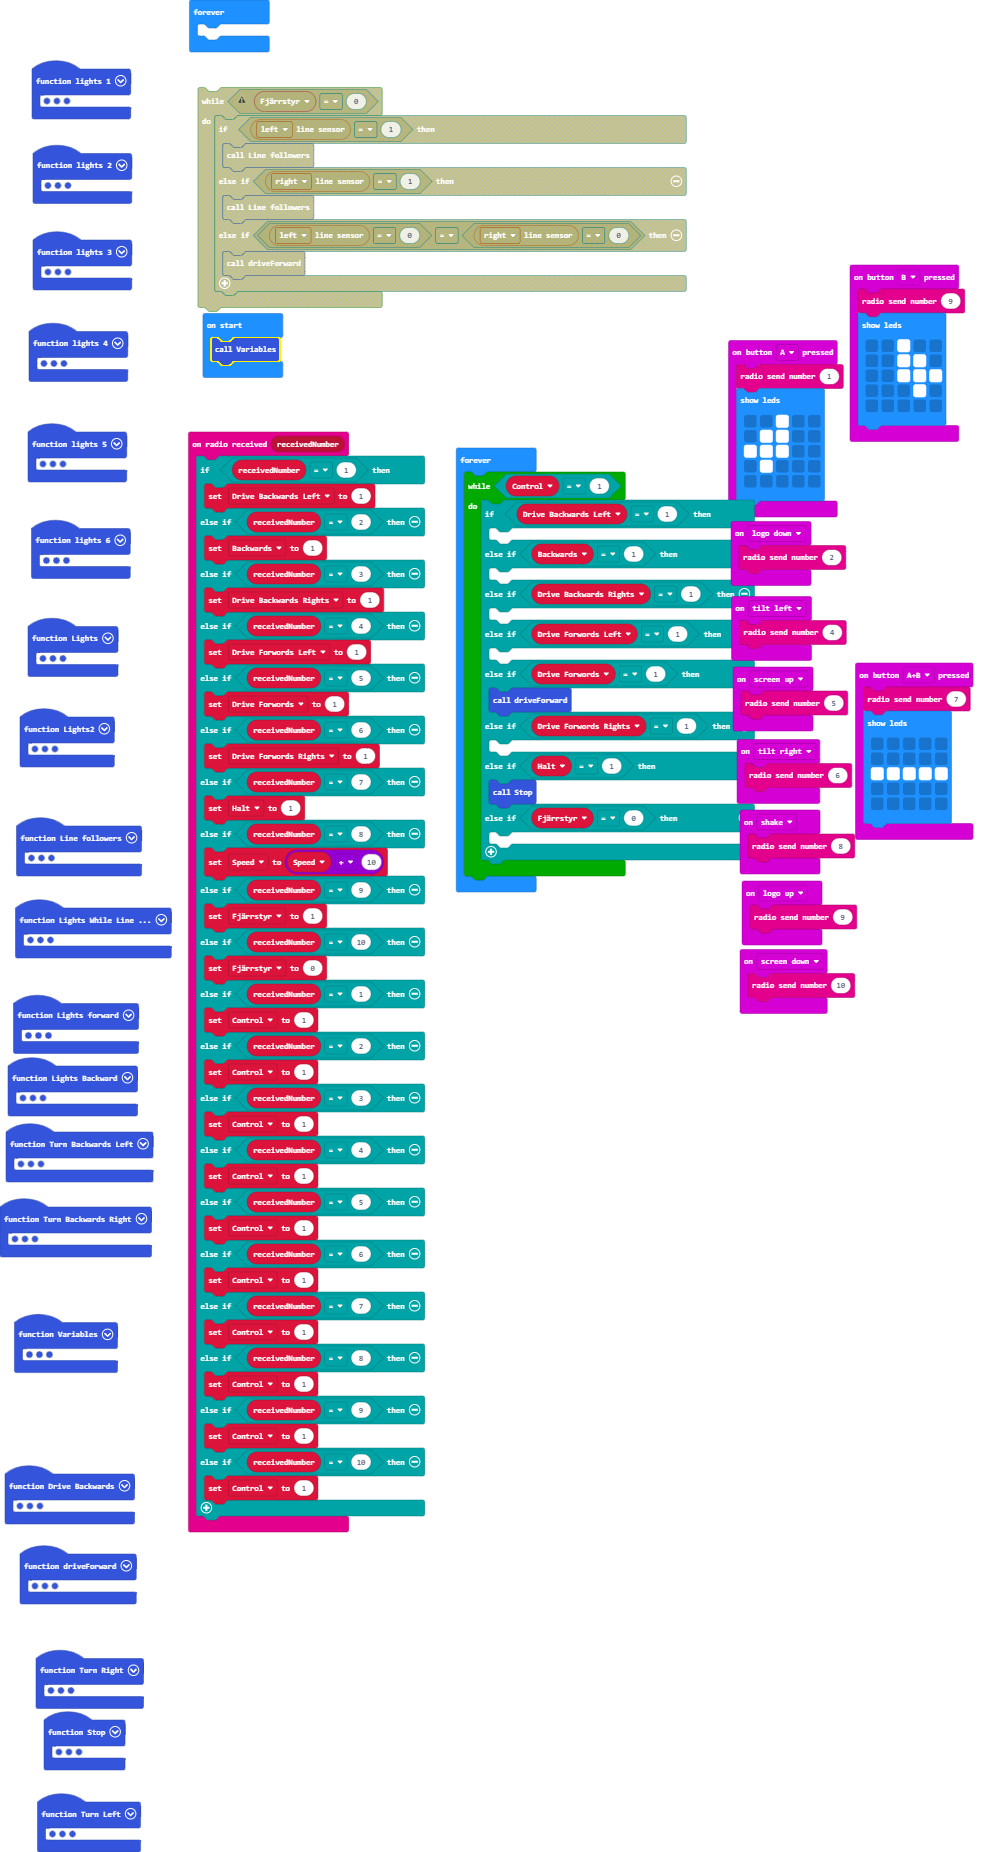 forever
function lights 1
function lights 2
function lights 3
function lights 4
function lights 5
function lights 6
function Lights
function Lights2
function Line followers
function Lights While Line ...
function Lights forward
function Lights Backward
function Turn Backwards Left
function Turn Backwards Right
function Variables
function Drive Backwards
function driveForward
function Turn Right
function Stop
function Turn Left
while Fjärrstyr = 0
do
if left line sensor = 1 then
call Line followers
else if right line sensor = 1 then
call Line followers
else if left line sensor = 0 = right line sensor = 0 then
call driveForward
on start
call Variables
on radio received receivedNumber
if receivedNumber = 1 then
set Drive Backwards Left to 1
else if receivedNumber = 2 then
set Backwards to 1
else if receivedNumber = 3 then
set Drive Backwards Rights to 1
else if receivedNumber = 4 then
set Drive Forwords Left to 1
else if receivedNumber = 5 then
set Drive Forwords to 1
else if receivedNumber = 6 then
set Drive Forwords Rights to 1
else if receivedNumber = 7 then
set Halt to 1
else if receivedNumber = 8 then
set Speed to Speed + 10
else if receivedNumber = 9 then
set Fjärrstyr to 1
else if receivedNumber = 10 then
set Fjärrstyr to 0
else if receivedNumber = 1 then
set Control to 1
else if receivedNumber = 2 then
set Control to 1
else if receivedNumber = 3 then
set Control to 1
else if receivedNumber = 4 then
set Control to 1
else if receivedNumber = 5 then
set Control to 1
else if receivedNumber = 6 then
set Control to 1
else if receivedNumber = 7 then
set Control to 1
else if receivedNumber = 8 then
set Control to 1
else if receivedNumber = 9 then
set Control to 1
else if receivedNumber = 10 then
set Control to 1
forever
while Control = 1
do
if Drive Backwards Left = 1 then
else if Backwards = 1 then
else if Drive Backwards Rights = 1 then
else if Drive Forwords Left = 1 then
else if Drive Forwords = 1 then
call driveForward
else if Drive Forwords Rights = 1 then
else if Halt = 1 then
call Stop
else if Fjärrstyr = 0 then
on button A pressed
radio send number 1
show leds
on button B pressed
radio send number 9
show leds
on logo down
radio send number 2
on tilt left
radio send number 4
on screen up
radio send number 5
on tilt right
radio send number 6
on shake
radio send number 8
on logo up
radio send number 9
on screen down
radio send number 10
on button A+B pressed
radio send number 7
show leds